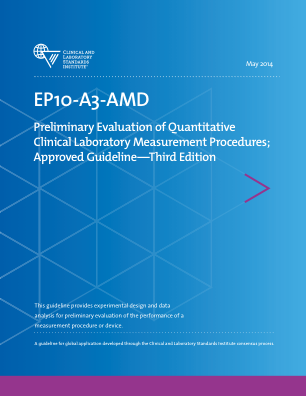 CLINICAL AND
LABORATORY
STANDARDS
INSTITUTE®
May 2014
EP10-A3-AMD
Preliminary Evaluation of Quantitative
Clinical Laboratory Measurement Procedures;
Approved Guideline—Third Edition
This guideline provides experimental design and data
analysis for preliminary evaluation of the performance of a
measurement procedure or device.
A guideline for global application developed through the Clinical and Laboratory Standards Institute consensus process